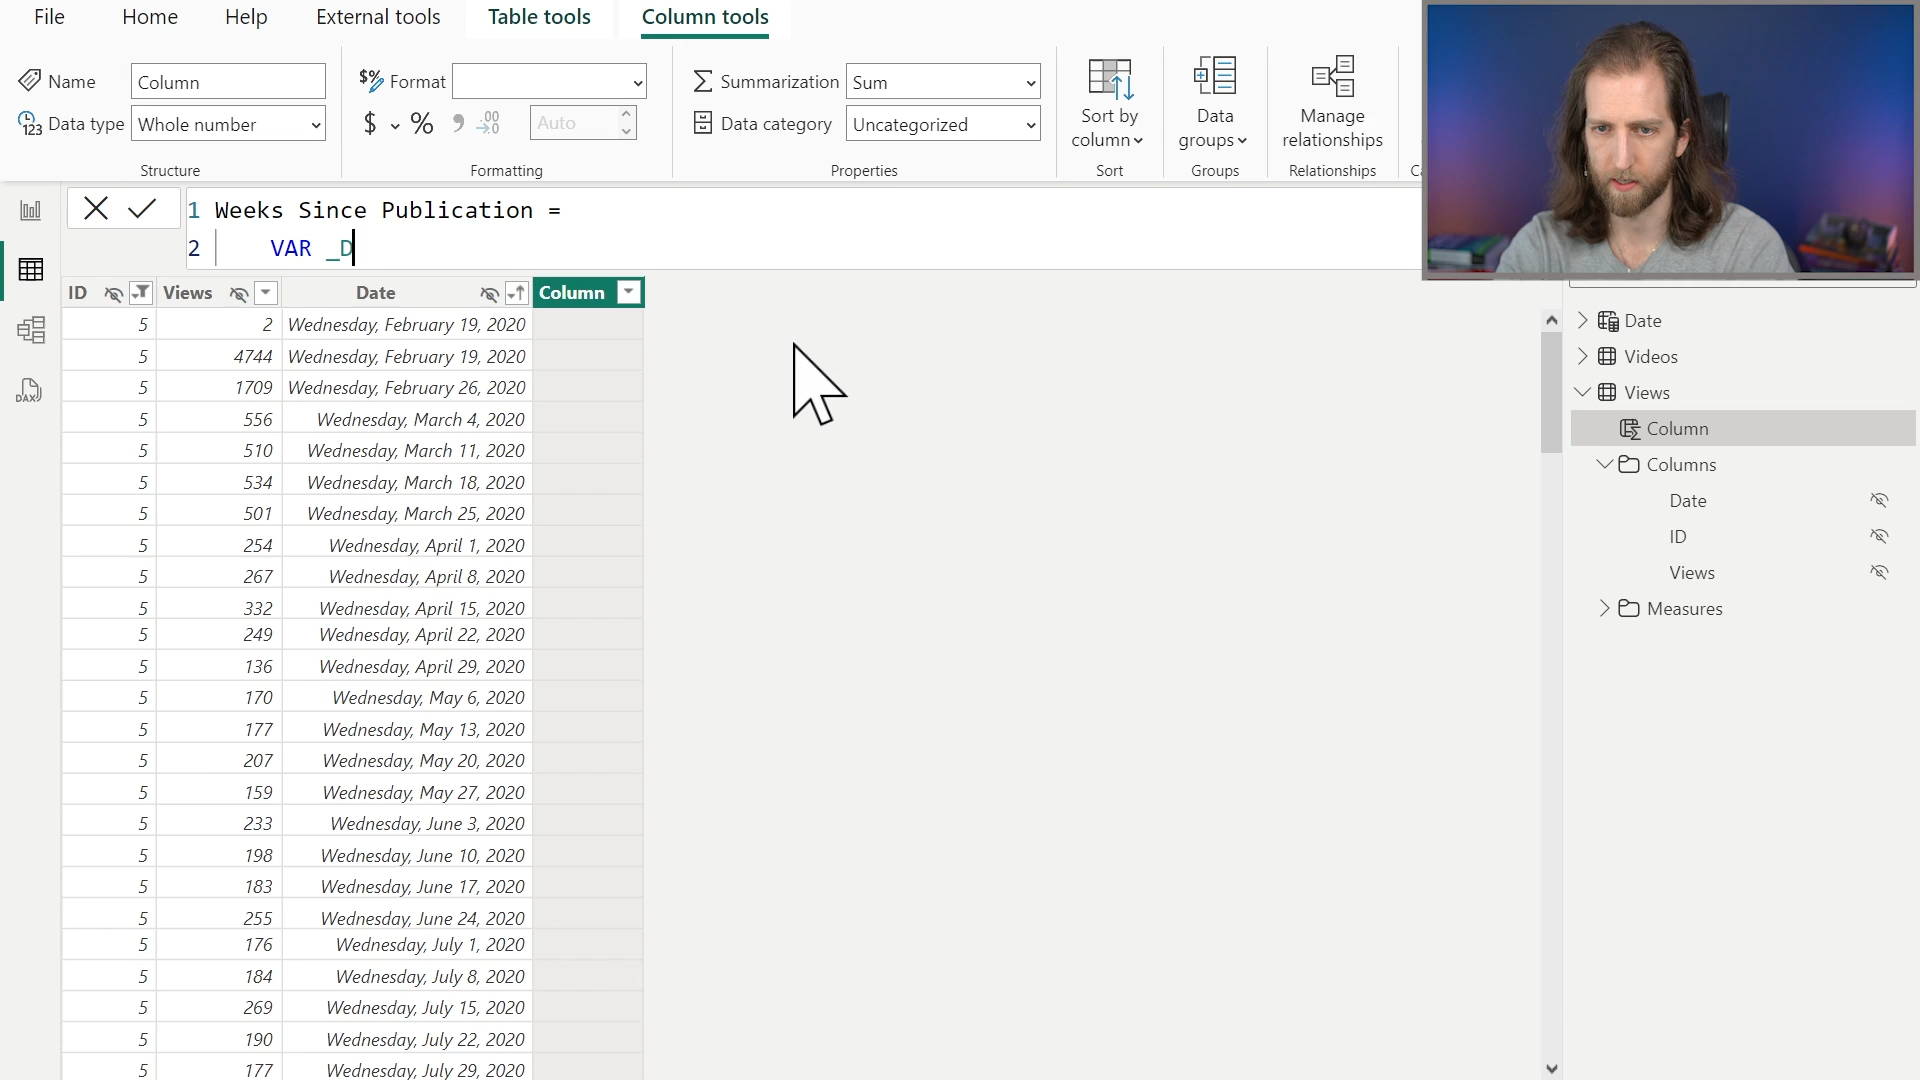 File Home Help External tools Table tools Column tools
Name Column Format Summarization Sum
Data type Whole number $ % .00 Auto Data category Uncategorized
Sort by column Data groups Manage relationships
Structure Formatting Properties Sort Groups Relationships
1 Weeks Since Publication =
2 VAR _D
ID Views Date Column
5 2 Wednesday, February 19, 2020
5 4744 Wednesday, February 19, 2020
5 1709 Wednesday, February 26, 2020
5 556 Wednesday, March 4, 2020
5 510 Wednesday, March 11, 2020
5 534 Wednesday, March 18, 2020
5 501 Wednesday, March 25, 2020
5 254 Wednesday, April 1, 2020
5 267 Wednesday, April 8, 2020
5 332 Wednesday, April 15, 2020
5 249 Wednesday, April 22, 2020
5 136 Wednesday, April 29, 2020
5 170 Wednesday, May 6, 2020
5 177 Wednesday, May 13, 2020
5 207 Wednesday, May 20, 2020
5 159 Wednesday, May 27, 2020
5 233 Wednesday, June 3, 2020
5 198 Wednesday, June 10, 2020
5 183 Wednesday, June 17, 2020
5 255 Wednesday, June 24, 2020
5 176 Wednesday, July 1, 2020
5 184 Wednesday, July 8, 2020
5 269 Wednesday, July 15, 2020
5 190 Wednesday, July 22, 2020
5 177 Wednesday, July 29, 2020
DAX
Date
Videos
Views
Column
Columns
Date
ID
Views
Measures